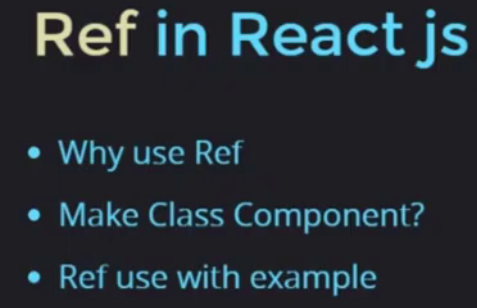 Ref in React js
• Why use Ref
• Make Class Component?
• Ref use with example